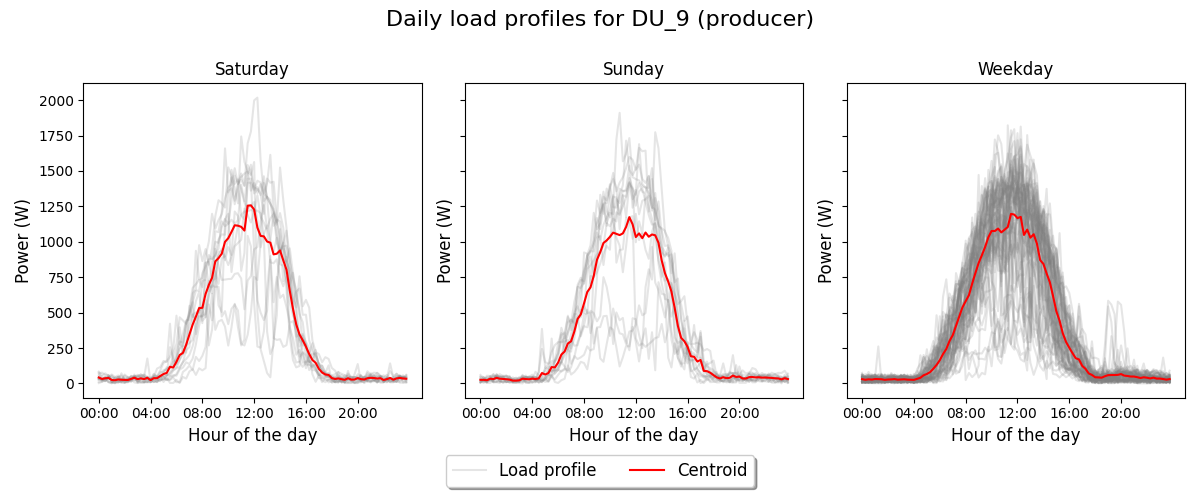 Daily load profiles for DU_9 (producer)
Saturday
Sunday
Weekday
Power (W)
2000
1750
1500
1250
1000
750
500
250
0
Power (W)
Power (W)
00:00 04:00 08:00 12:00 16:00 20:00
00:00 04:00 08:00 12:00 16:00 20:00
00:00 04:00 08:00 12:00 16:00 20:00
Hour of the day
Hour of the day
Hour of the day
Load profile
Centroid